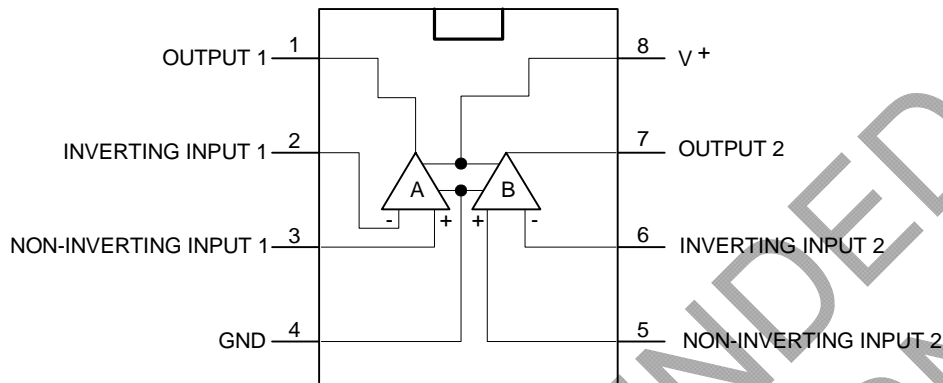 1
OUTPUT 1
8
V +
2
INVERTING INPUT 1
7
OUTPUT 2
A
B
- + + -
3
NON-INVERTING INPUT 1
6
INVERTING INPUT 2
4
GND
5
NON-INVERTING INPUT 2